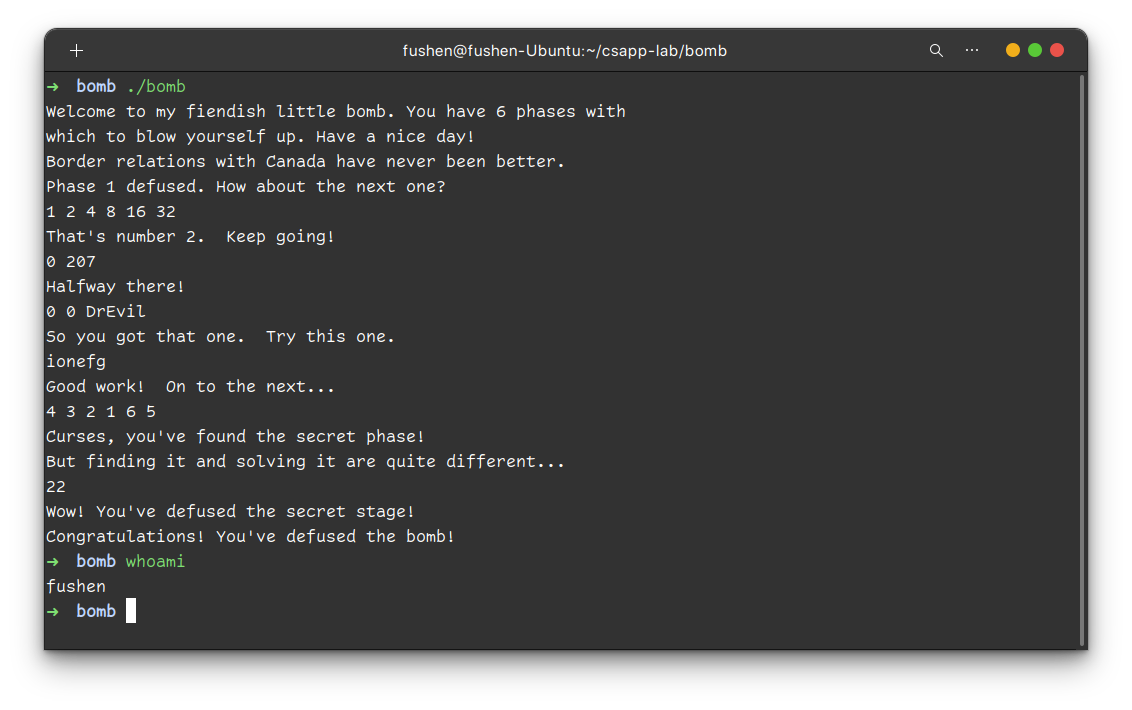 fushen@fushen-Ubuntu:~/csapp-lab/bomb
→ bomb ./bomb
Welcome to my fiendish little bomb. You have 6 phases with
which to blow yourself up. Have a nice day!
Border relations with Canada have never been better.
Phase 1 defused. How about the next one?
1 2 4 8 16 32
That's number 2.  Keep going!
0 207
Halfway there!
0 0 DrEvil
So you got that one.  Try this one.
ionefg
Good work!  On to the next...
4 3 2 1 6 5
Curses, you've found the secret phase!
But finding it and solving it are quite different...
22
Wow! You've defused the secret stage!
Congratulations! You've defused the bomb!
→ bomb whoami
fushen
→ bomb